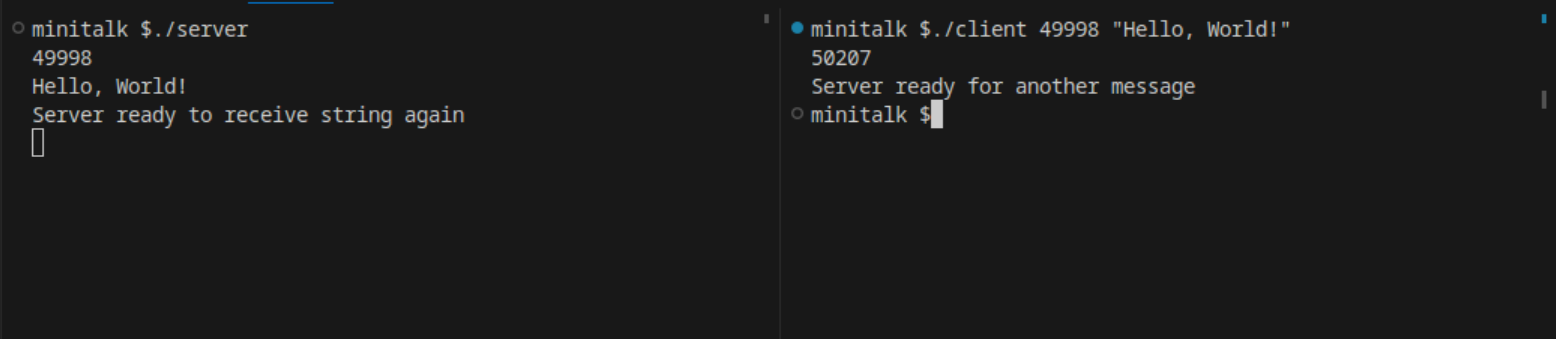 minitalk $./server
49998
Hello, World!
Server ready to receive string again
minitalk $./client 49998 "Hello, World!"
50207
Server ready for another message
minitalk $